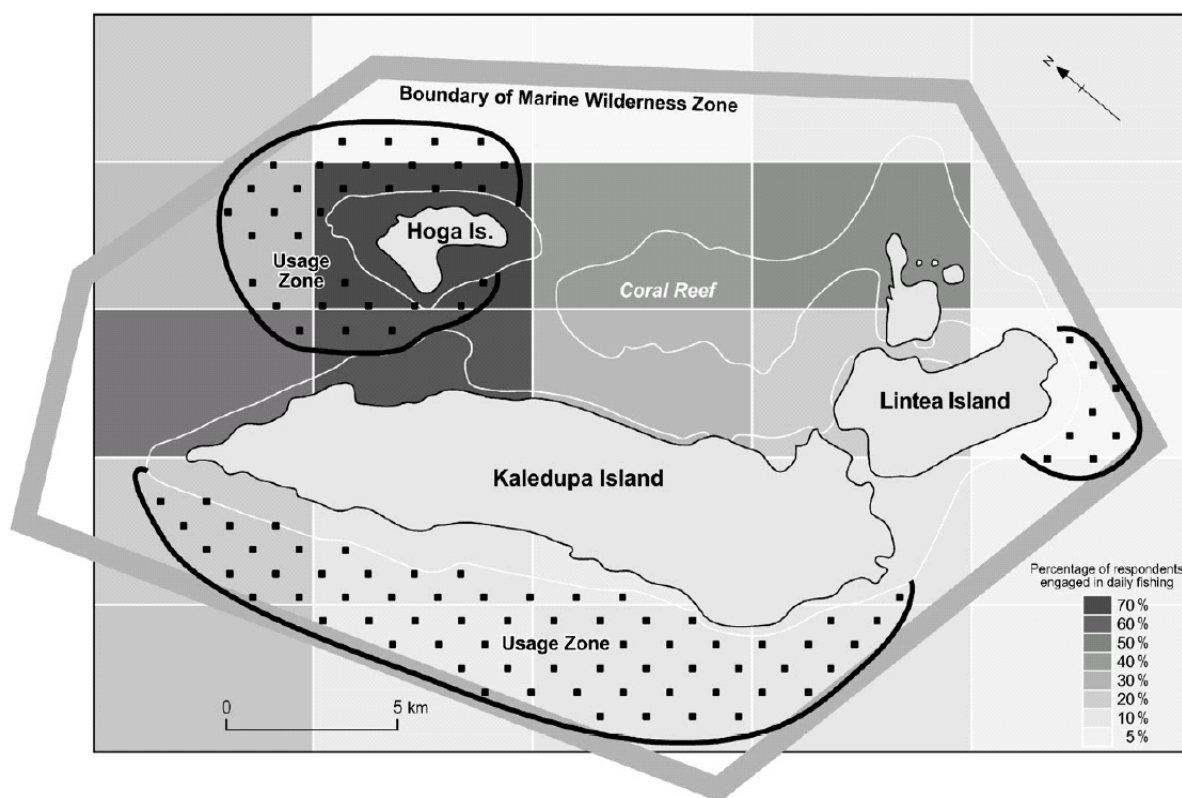 N
Boundary of Marine Wilderness Zone
Hoga Is.
Usage
Zone
Coral Reef
Lintea Island
Kaledupa Island
Percentage of respondents
engaged in daily fishing
70 %
60 %
50 %
40 %
30 %
20 %
10 %
5 %
Usage Zone
0 5 km